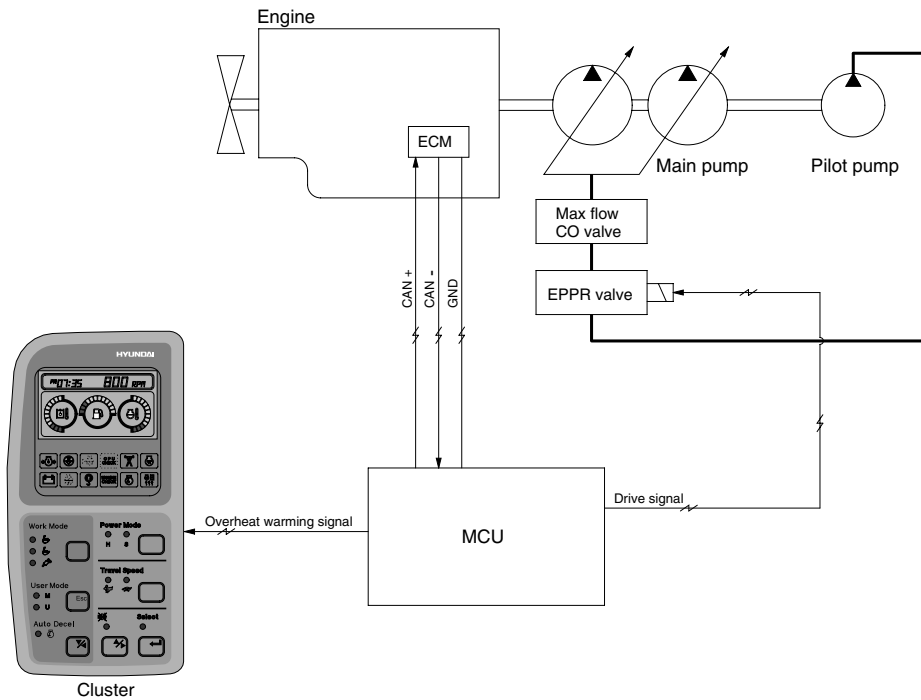 Engine
ECM
Main pump
Pilot pump
Max flow
CO valve
EPPR valve
CAN +
CAN -
GND
HYUNDAI
07:35 800 RPM
Work Mode
Power Mode
H S
Travel Speed
User Mode
M
U
Esc
Auto Decel
Select
Overheat warming signal
MCU
Drive signal
Cluster